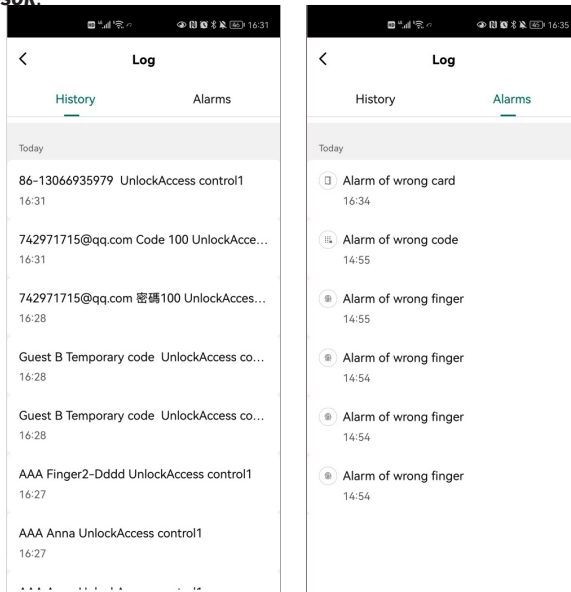 16:31
Log
History Alarms
Today
86-13066935979 UnlockAccess control1
16:31
742971715@qq.com Code 100 UnlockAcce...
16:31
742971715@qq.com 密碼100 UnlockAcces...
16:28
Guest B Temporary code UnlockAccess co...
16:28
Guest B Temporary code UnlockAccess co...
16:28
AAA Finger2-Dddd UnlockAccess control1
16:27
AAA Anna UnlockAccess control1
16:27
16:35
Log
History Alarms
Today
Alarm of wrong card
16:34
Alarm of wrong code
14:55
Alarm of wrong finger
14:55
Alarm of wrong finger
14:54
Alarm of wrong finger
14:54
Alarm of wrong finger
14:54